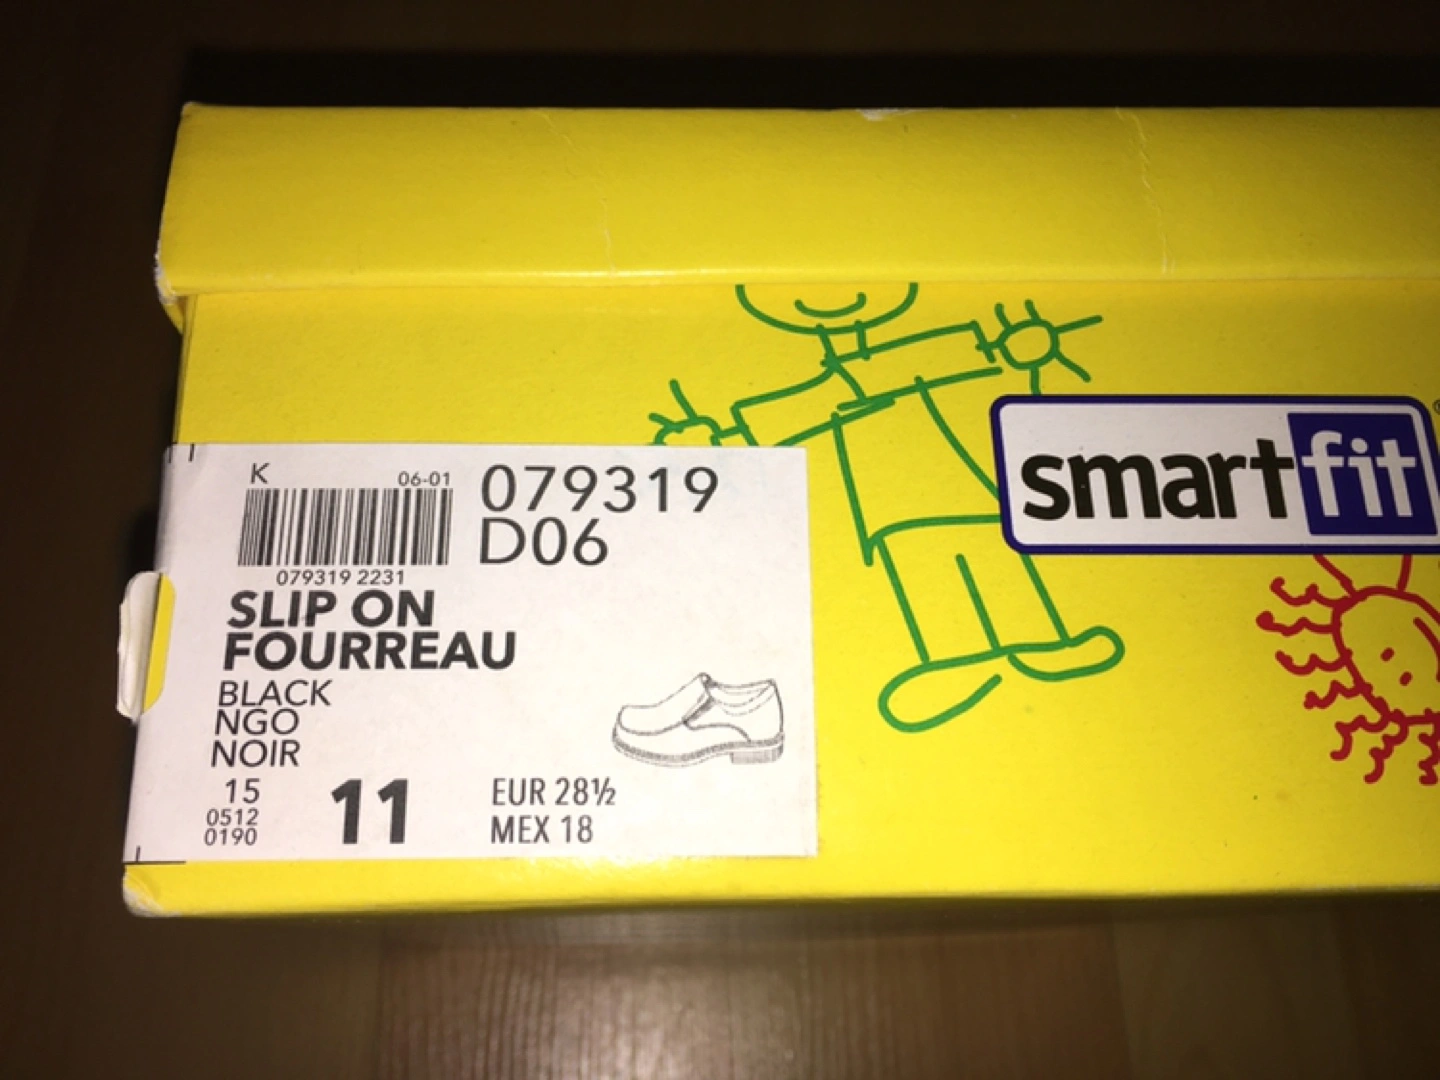 smartfit
K
06-01
079319
D06
079319 2231
SLIP ON
FOURREAU
BLACK
NGO
NOIR
15
0512
0190
11
EUR 28½
MEX 18